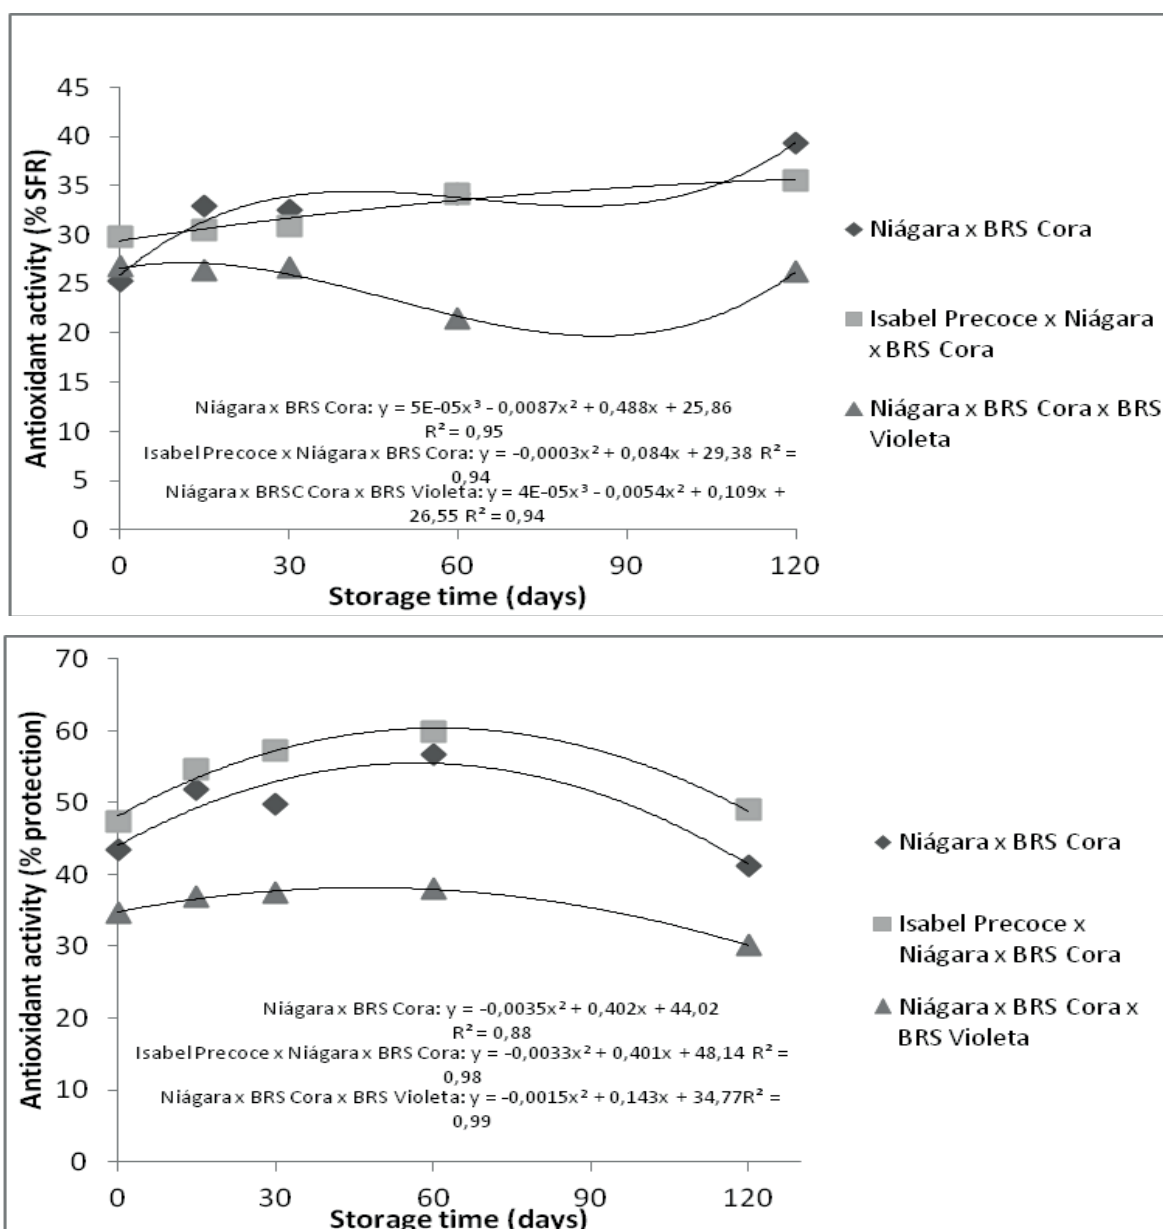 Antioxidant activity (% SFR)
45
40
35
30
25
20
15
10
5
0
0 30 60 90 120
Storage time (days)
Niágara x BRS Cora: y = 5E-05x³ - 0,0087x² + 0,488x + 25,86
R² = 0,95
Isabel Precoce x Niágara x BRS Cora: y = -0,0003x² + 0,084x + 29,38 R² =
0,94
Niágara x BRSC Cora x BRS Violeta: y = 4E-05x³ - 0,0054x² + 0,109x +
26,55 R² = 0,94
Niágara x BRS Cora
Isabel Precoce x Niágara
x BRS Cora
Niágara x BRS Cora x BRS
Violeta
Antioxidant activity (% protection)
70
60
50
40
30
20
10
0
0 30 60 90 120
Storage time (days)
Niágara x BRS Cora: y = -0,0035x² + 0,402x + 44,02
R² = 0,88
Isabel Precoce x Niágara x BRS Cora: y = -0,0033x² + 0,401x + 48,14 R² =
0,98
Niágara x BRS Cora x BRS Violeta: y = -0,0015x² + 0,143x + 34,77R² =
0,99
Niágara x BRS Cora
Isabel Precoce x
Niágara x BRS Cora
Niágara x BRS Cora x
BRS Violeta